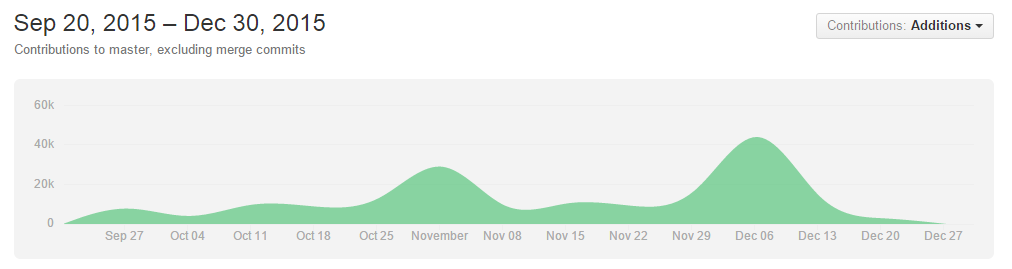 Sep 20, 2015 – Dec 30, 2015
Contributions: Additions
Contributions to master, excluding merge commits
60k
40k
20k
0
Sep 27 Oct 04 Oct 11 Oct 18 Oct 25 November Nov 08 Nov 15 Nov 22 Nov 29 Dec 06 Dec 13 Dec 20 Dec 27